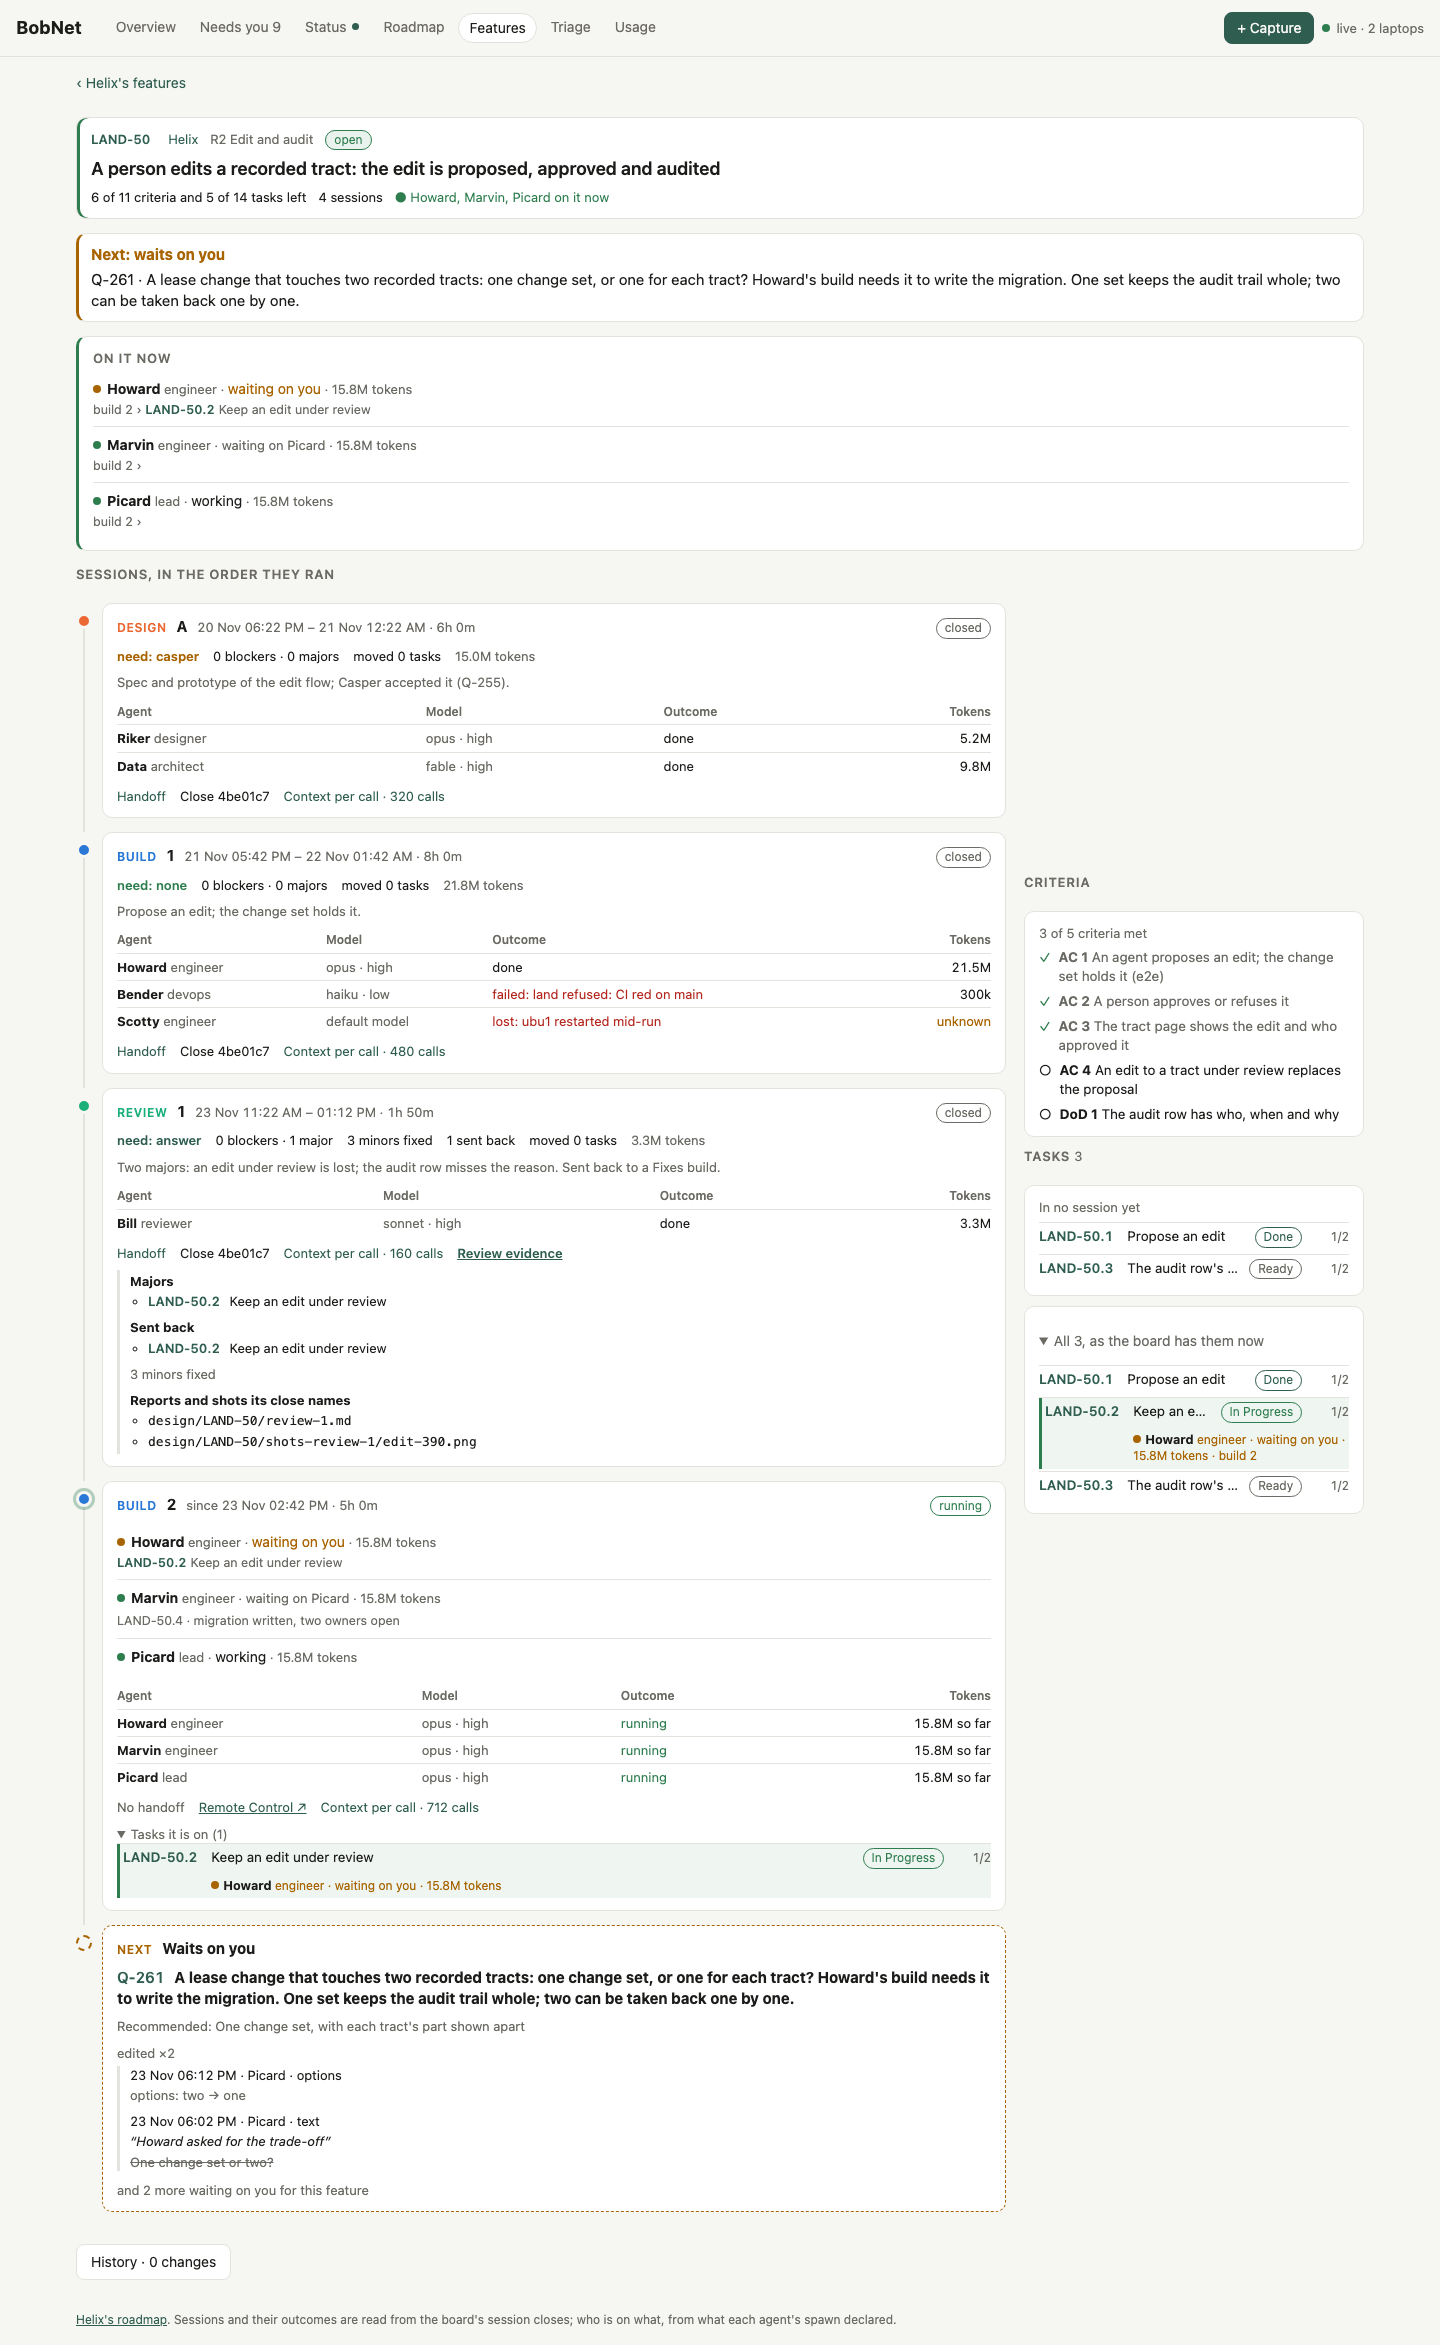 BobNet
Overview
Needs you 9
Status
Roadmap
Features
Triage
Usage
+ Capture
live · 2 laptops
‹ Helix's features
LAND-50 Helix R2 Edit and audit open
A person edits a recorded tract: the edit is proposed, approved and audited
6 of 11 criteria and 5 of 14 tasks left 4 sessions Howard, Marvin, Picard on it now
Next: waits on you
Q-261 · A lease change that touches two recorded tracts: one change set, or one for each tract? Howard's build needs it to write the migration. One set keeps the audit trail whole; two
can be taken back one by one.
ON IT NOW
Howard engineer · waiting on you · 15.8M tokens
build 2 › LAND-50.2 Keep an edit under review
Marvin engineer · waiting on Picard · 15.8M tokens
build 2 ›
Picard lead · working · 15.8M tokens
build 2 ›
SESSIONS, IN THE ORDER THEY RAN
DESIGN A 20 Nov 06:22 PM – 21 Nov 12:22 AM · 6h 0m closed
need: casper 0 blockers · 0 majors moved 0 tasks 15.0M tokens
Spec and prototype of the edit flow; Casper accepted it (Q-255).
Agent Model Outcome Tokens
Riker designer opus · high done 5.2M
Data architect fable · high done 9.8M
Handoff Close 4be01c7 Context per call · 320 calls
BUILD 1 21 Nov 05:42 PM – 22 Nov 01:42 AM · 8h 0m closed
need: none 0 blockers · 0 majors moved 0 tasks 21.8M tokens
Propose an edit; the change set holds it.
Agent Model Outcome Tokens
Howard engineer opus · high done 21.5M
Bender devops haiku · low failed: land refused: CI red on main 300k
Scotty engineer default model lost: ubu1 restarted mid-run unknown
Handoff Close 4be01c7 Context per call · 480 calls
REVIEW 1 23 Nov 11:22 AM – 01:12 PM · 1h 50m closed
need: answer 0 blockers · 1 major 3 minors fixed 1 sent back moved 0 tasks 3.3M tokens
Two majors: an edit under review is lost; the audit row misses the reason. Sent back to a Fixes build.
Agent Model Outcome Tokens
Bill reviewer sonnet · high done 3.3M
Handoff Close 4be01c7 Context per call · 160 calls Review evidence
Majors
LAND-50.2 Keep an edit under review
Sent back
LAND-50.2 Keep an edit under review
3 minors fixed
Reports and shots its close names
design/LAND-50/review-1.md
design/LAND-50/shots-review-1/edit-390.png
BUILD 2 since 23 Nov 02:42 PM · 5h 0m running
Howard engineer · waiting on you · 15.8M tokens
LAND-50.2 Keep an edit under review
Marvin engineer · waiting on Picard · 15.8M tokens
LAND-50.4 · migration written, two owners open
Picard lead · working · 15.8M tokens
Agent Model Outcome Tokens
Howard engineer opus · high running 15.8M so far
Marvin engineer opus · high running 15.8M so far
Picard lead opus · high running 15.8M so far
No handoff Remote Control ↗ Context per call · 712 calls
▼ Tasks it is on (1)
LAND-50.2 Keep an edit under review In Progress 1/2
Howard engineer · waiting on you · 15.8M tokens
NEXT Waits on you
Q-261 A lease change that touches two recorded tracts: one change set, or one for each tract? Howard's build needs it
to write the migration. One set keeps the audit trail whole; two can be taken back one by one.
Recommended: One change set, with each tract's part shown apart
edited ×2
23 Nov 06:12 PM · Picard · options
options: two → one
23 Nov 06:02 PM · Picard · text
“Howard asked for the trade-off”
One change set or two?
and 2 more waiting on you for this feature
CRITERIA
3 of 5 criteria met
✓ AC 1 An agent proposes an edit; the change
set holds it (e2e)
✓ AC 2 A person approves or refuses it
✓ AC 3 The tract page shows the edit and who
approved it
AC 4 An edit to a tract under review replaces
the proposal
DoD 1 The audit row has who, when and why
TASKS 3
In no session yet
LAND-50.1 Propose an edit Done 1/2
LAND-50.3 The audit row's ... Ready 1/2
▼ All 3, as the board has them now
LAND-50.1 Propose an edit Done 1/2
LAND-50.2 Keep an e... In Progress 1/2
Howard engineer · waiting on you ·
15.8M tokens · build 2
LAND-50.3 The audit row's ... Ready 1/2
History · 0 changes
Helix's roadmap. Sessions and their outcomes are read from the board's session closes; who is on what, from what each agent's spawn declared.